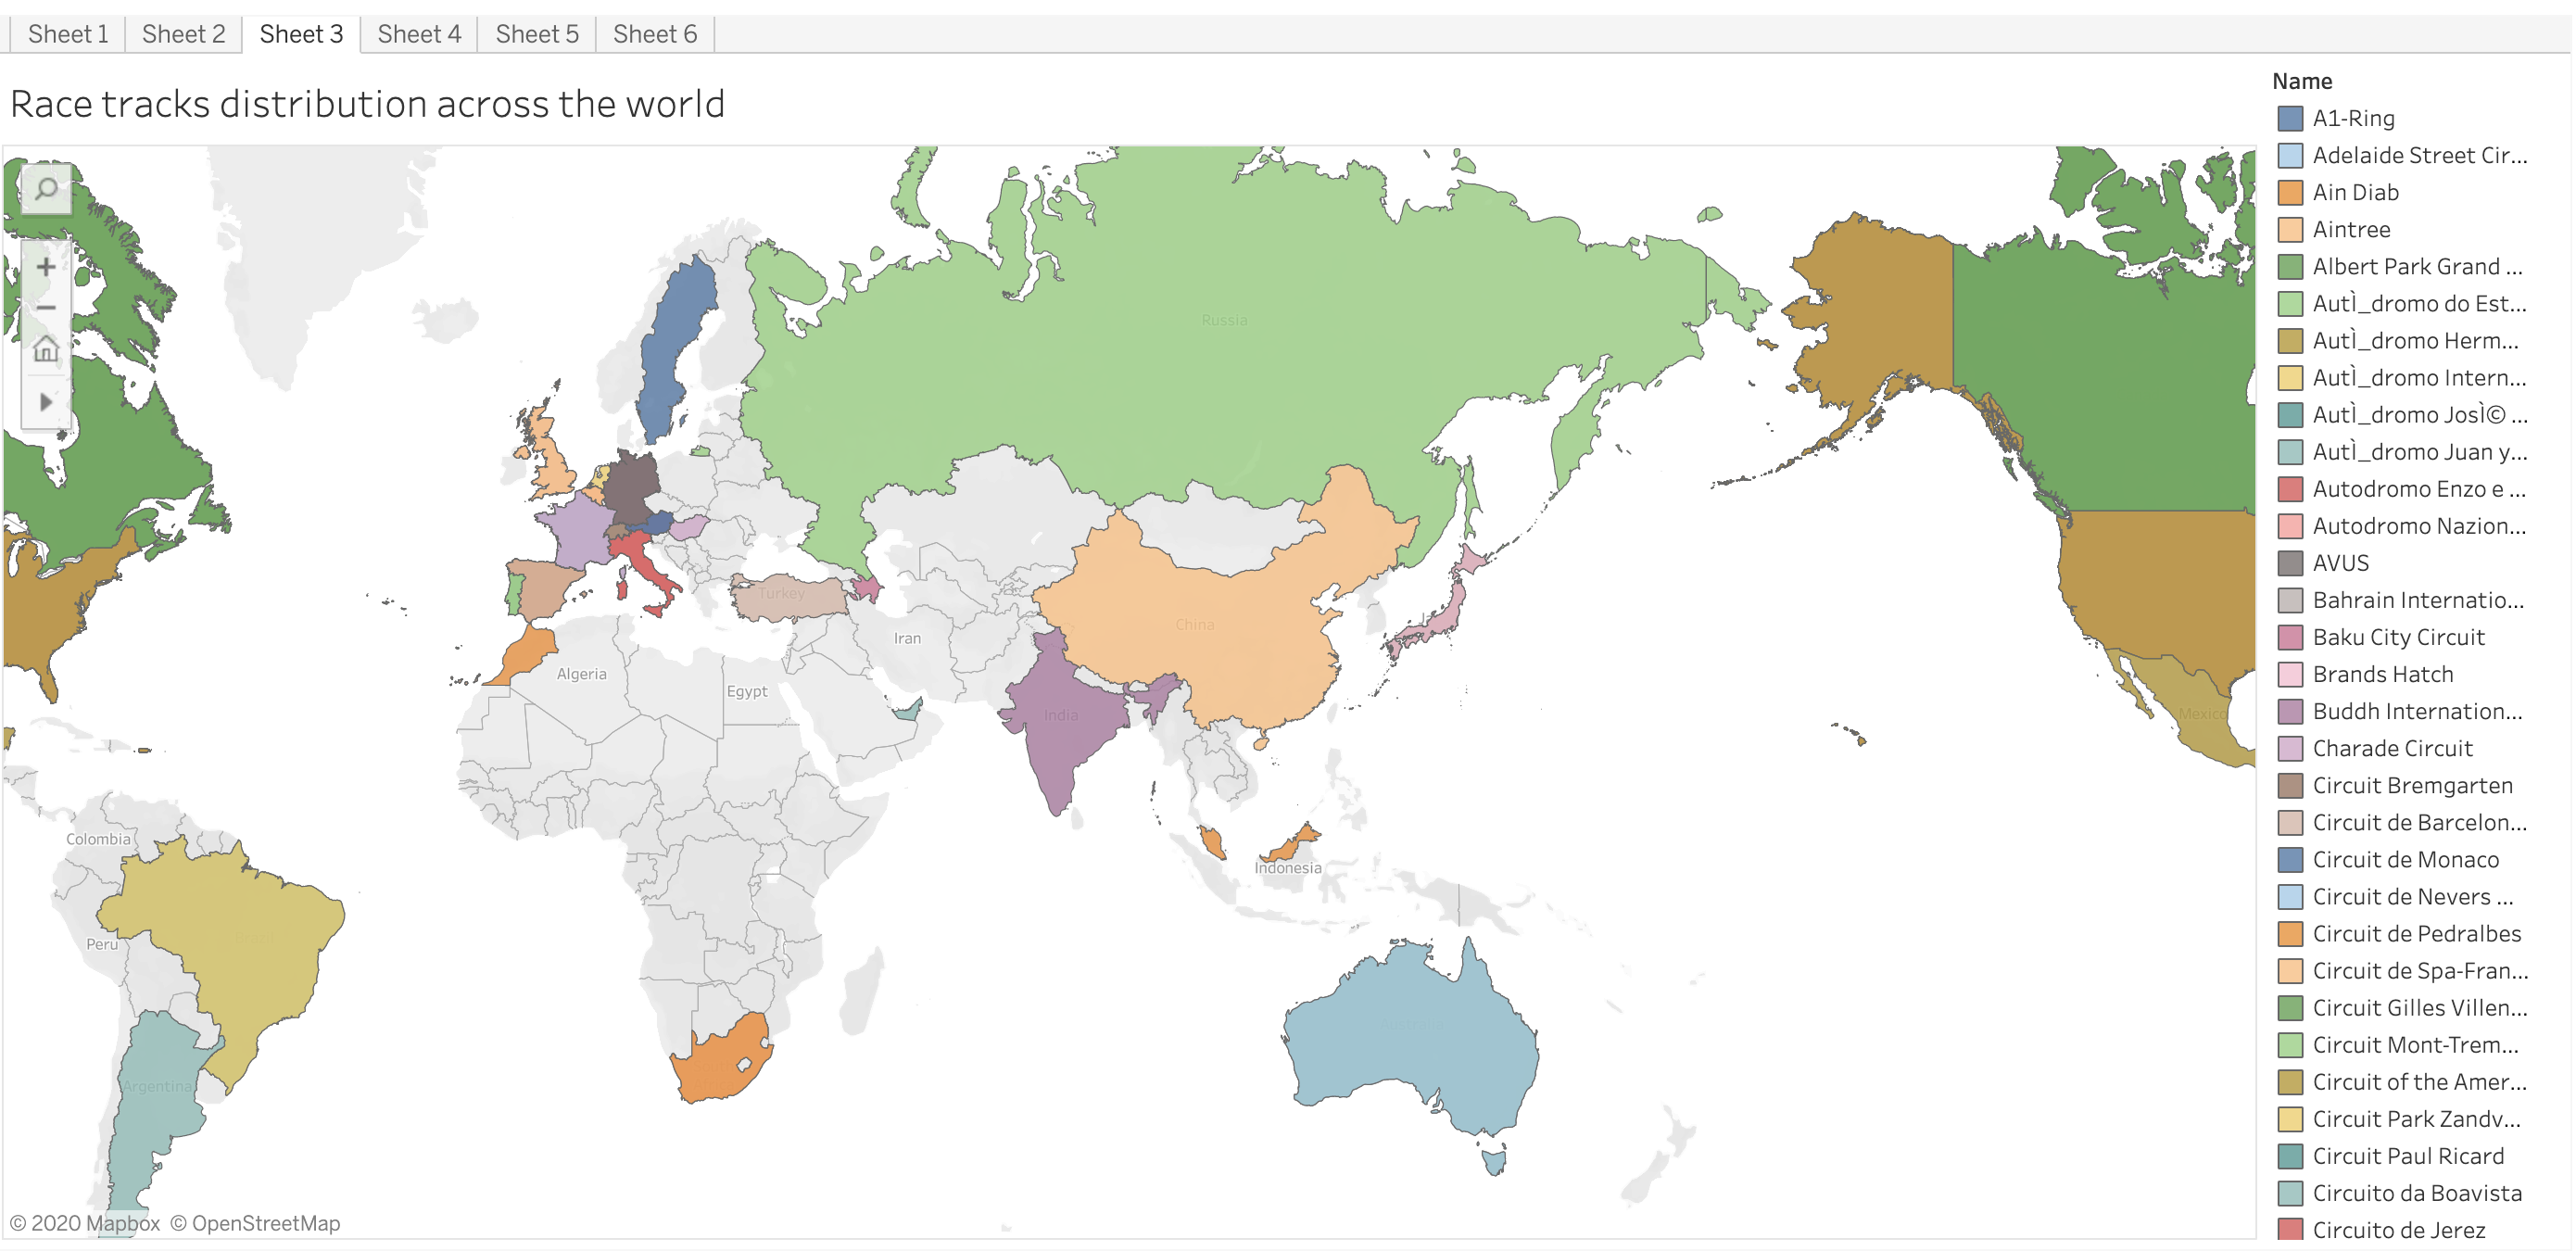 Sheet 1 Sheet 2 Sheet 3 Sheet 4 Sheet 5 Sheet 6
Race tracks distribution across the world
Russia
Turkey
China
Iran
Algeria
Egypt
India
Mexico
Colombia
Indonesia
Peru
Argentina
© 2020 Mapbox © OpenStreetMap
Name
A1-Ring
Adelaide Street Cir...
Ain Diab
Aintree
Albert Park Grand ...
AutÌ_dromo do Est...
AutÌ_dromo Herm...
AutÌ_dromo Intern...
AutÌ_dromo JosÌ© ...
AutÌ_dromo Juan y...
Autodromo Enzo e ...
Autodromo Nazion...
AVUS
Bahrain Internatio...
Baku City Circuit
Brands Hatch
Buddh Internation...
Charade Circuit
Circuit Bremgarten
Circuit de Barcelon...
Circuit de Monaco
Circuit de Nevers ...
Circuit de Pedralbes
Circuit de Spa-Fran...
Circuit Gilles Villen...
Circuit Mont-Trem...
Circuit of the Amer...
Circuit Park Zandv...
Circuit Paul Ricard
Circuito da Boavista
Circuito de Jerez